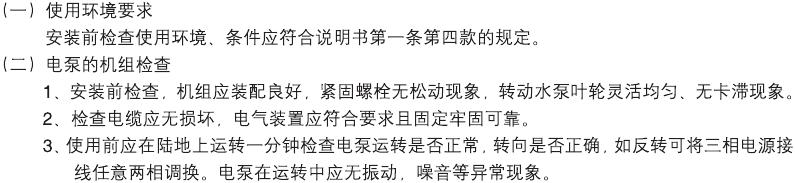 (一) 使用环境要求
安装前检查使用环境、条件应符合说明书第一条第四款的规定。
(二) 电泵的机组检查
1、安装前检查，机组应装配良好，紧固螺栓无松动现象，转动水泵叶轮灵活均匀、无卡滞现象。
2、检查电缆应无损坏，电气装置应符合要求且固定牢固可靠。
3、使用前应在陆地上运转一分钟检查电泵运转是否正常，转向是否正确，如反转可将三相电源接
线任意两相调换。电泵在运转中应无振动，噪音等异常现象。